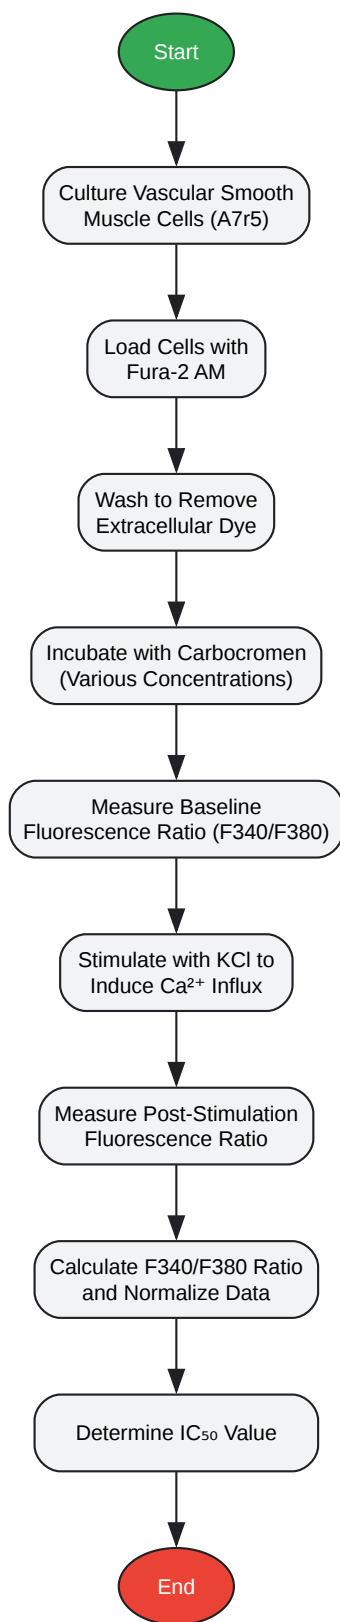 Start
Culture Vascular Smooth
Muscle Cells (A7r5)
Load Cells with
Fura-2 AM
Wash to Remove
Extracellular Dye
Incubate with Carbocromen
(Various Concentrations)
Measure Baseline
Fluorescence Ratio (F340/F380)
Stimulate with KCl to
Induce Ca²⁺ Influx
Measure Post-Stimulation
Fluorescence Ratio
Calculate F340/F380 Ratio
and Normalize Data
Determine IC₅₀ Value
End